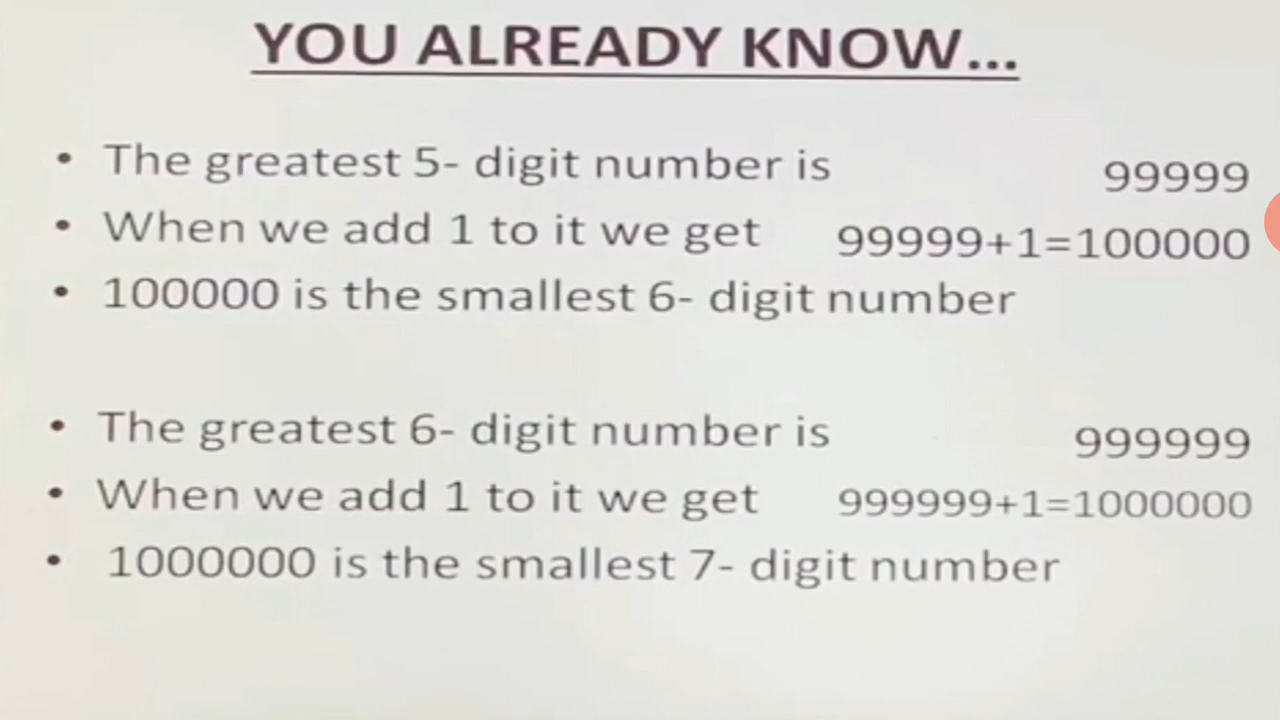 YOU ALREADY KNOW...
• The greatest 5- digit number is 99999
• When we add 1 to it we get 99999+1=100000
• 100000 is the smallest 6- digit number
• The greatest 6- digit number is 999999
• When we add 1 to it we get 999999+1=1000000
• 1000000 is the smallest 7- digit number